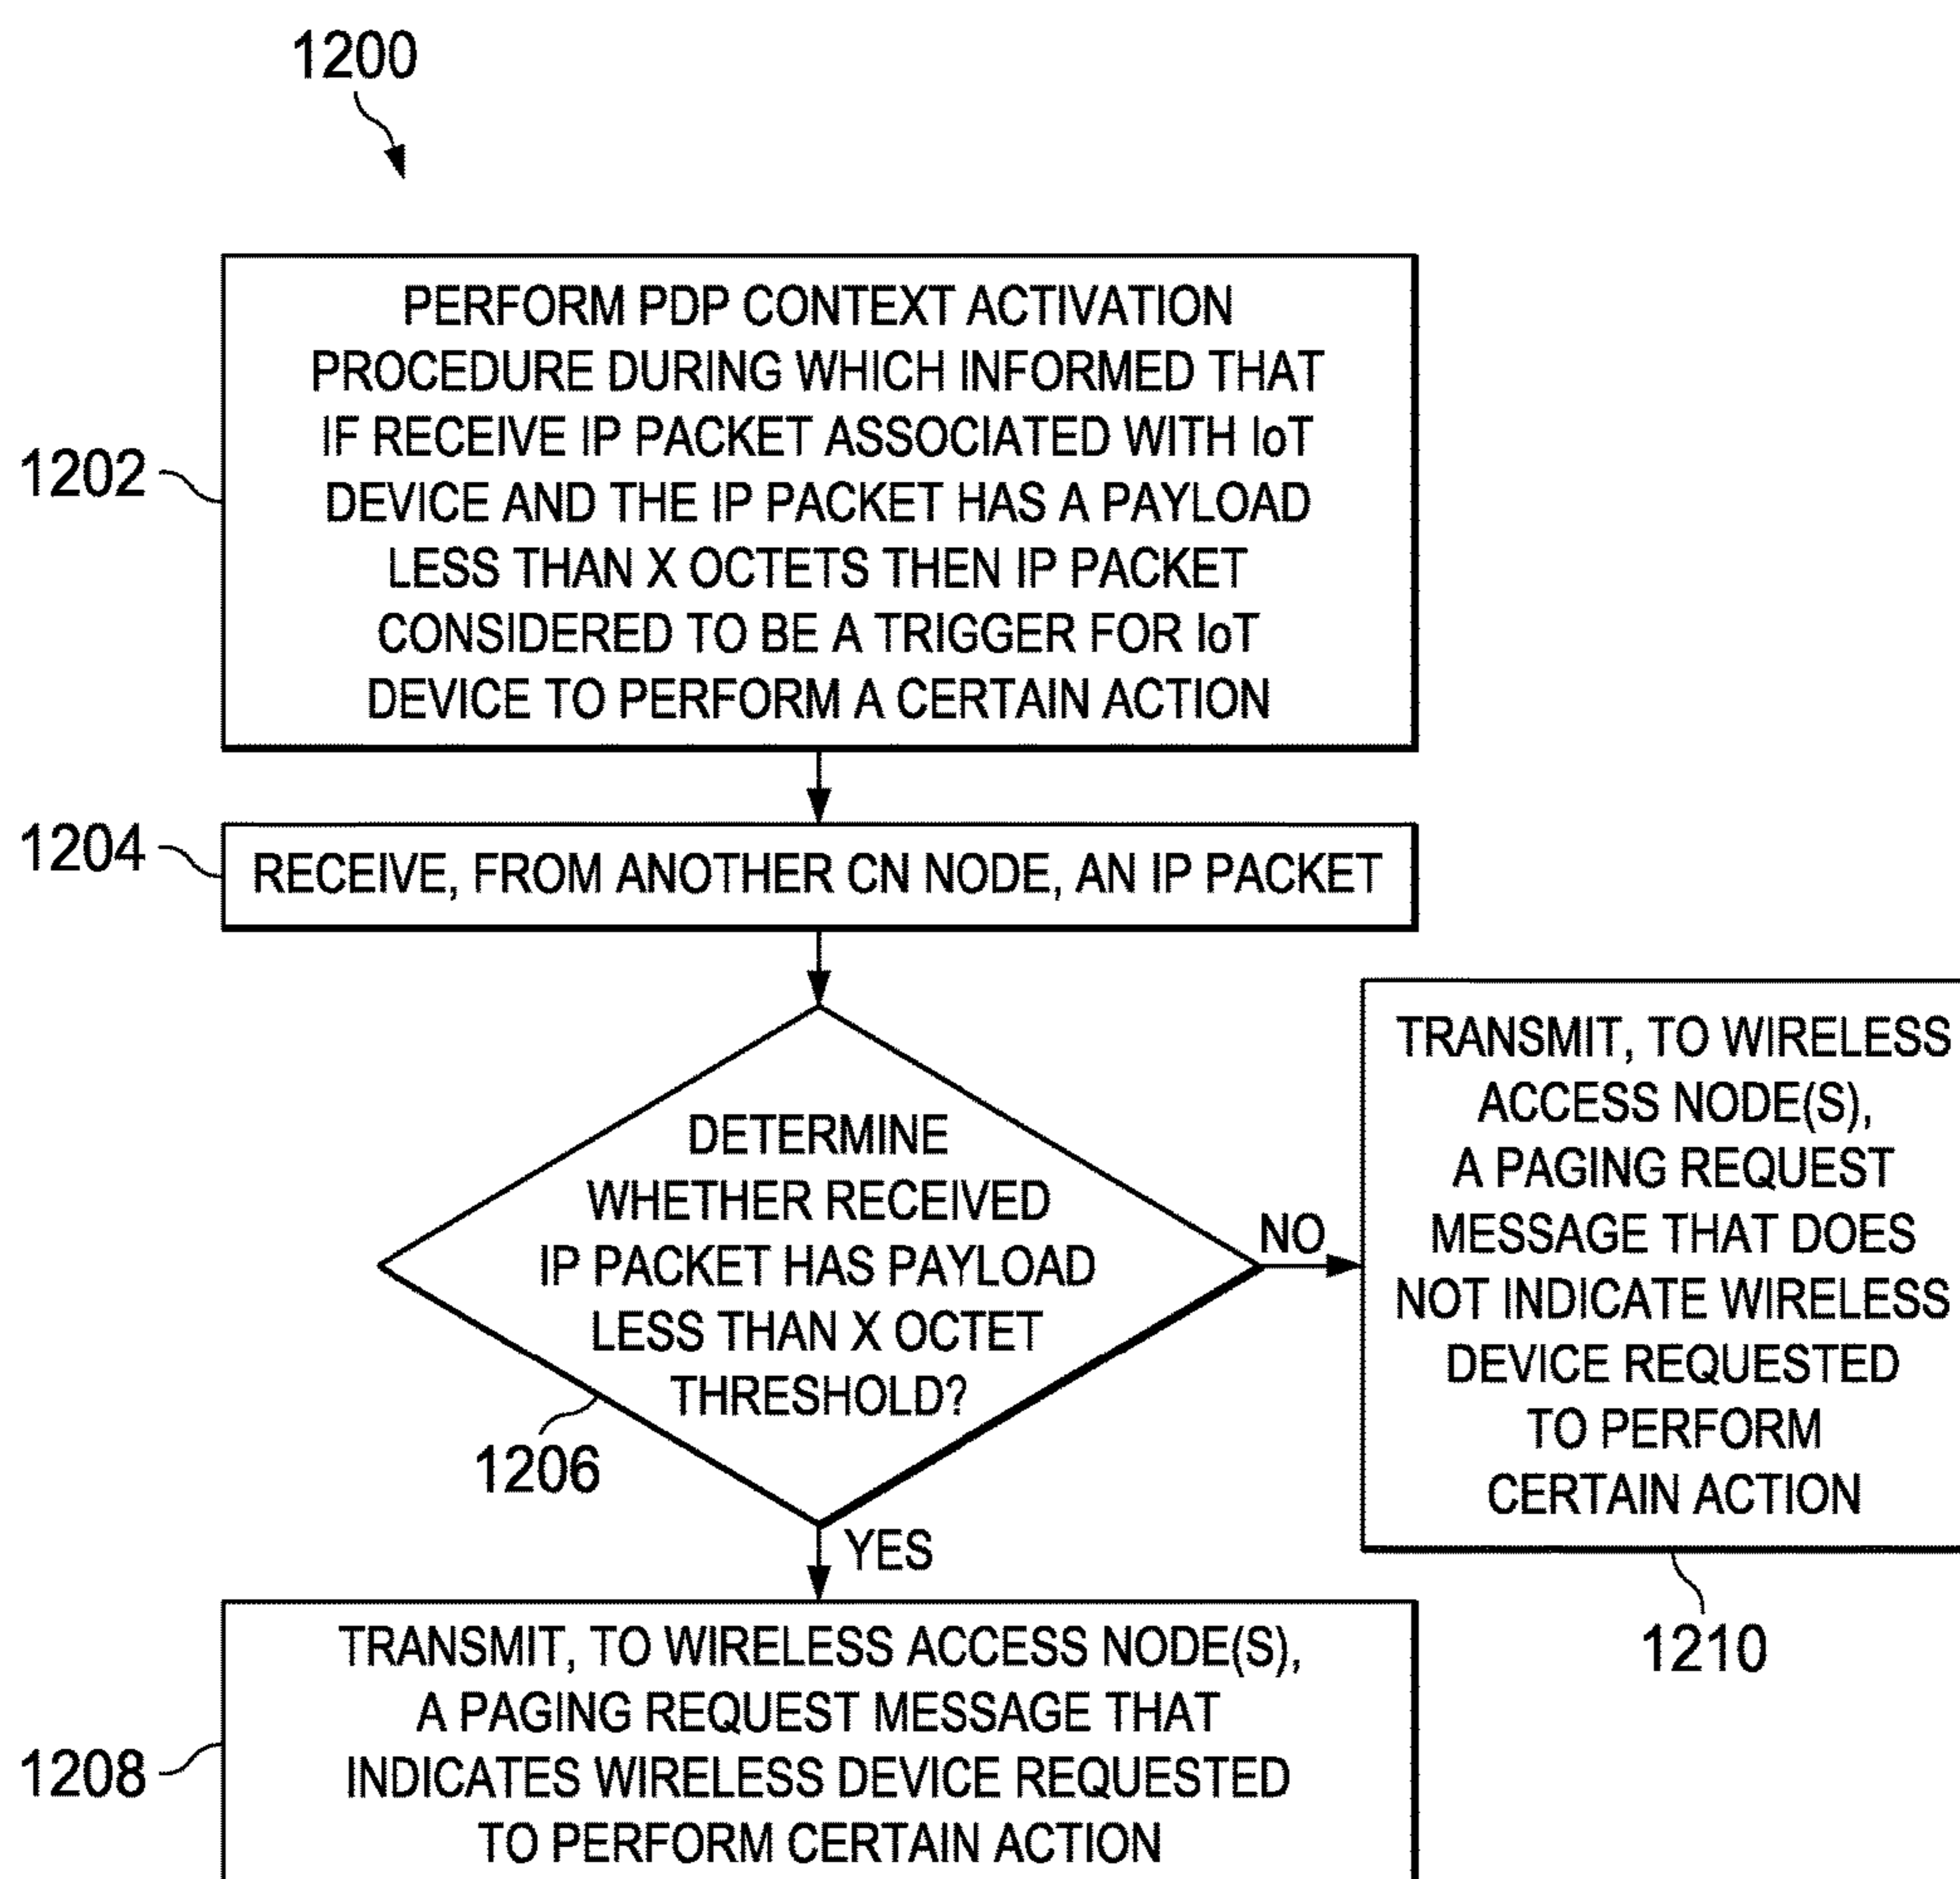 1200
PERFORM PDP CONTEXT ACTIVATION
PROCEDURE DURING WHICH INFORMED THAT
IF RECEIVE IP PACKET ASSOCIATED WITH IoT
DEVICE AND THE IP PACKET HAS A PAYLOAD
LESS THAN X OCTETS THEN IP PACKET
CONSIDERED TO BE A TRIGGER FOR IoT
DEVICE TO PERFORM A CERTAIN ACTION
1202
1204
RECEIVE, FROM ANOTHER CN NODE, AN IP PACKET
DETERMINE
WHETHER RECEIVED
IP PACKET HAS PAYLOAD
LESS THAN X OCTET
THRESHOLD?
1206
NO
TRANSMIT, TO WIRELESS
ACCESS NODE(S),
A PAGING REQUEST
MESSAGE THAT DOES
NOT INDICATE WIRELESS
DEVICE REQUESTED
TO PERFORM
CERTAIN ACTION
1210
YES
TRANSMIT, TO WIRELESS ACCESS NODE(S),
A PAGING REQUEST MESSAGE THAT
INDICATES WIRELESS DEVICE REQUESTED
TO PERFORM CERTAIN ACTION
1208